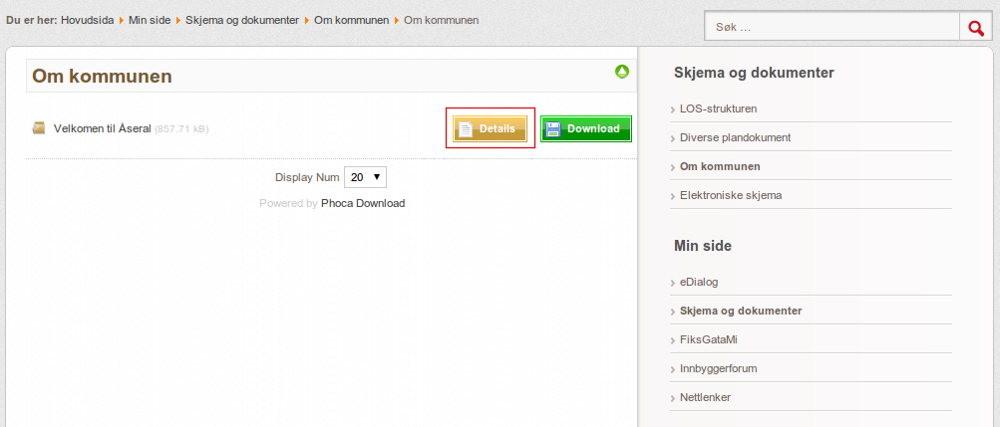 Du er her: Hovudsida Min side Skjema og dokumenter Om kommunen Om kommunen
Søk ...
Om kommunen
Velkomen til Åseral (857.71 kB)
Details
Download
Display Num 20
Powered by Phoca Download
Skjema og dokumenter
LOS-strukturen
Diverse plandokument
Om kommunen
Elektroniske skjema
Min side
eDialog
Skjema og dokumenter
FiksGataMi
Innbyggerforum
Nettlenker